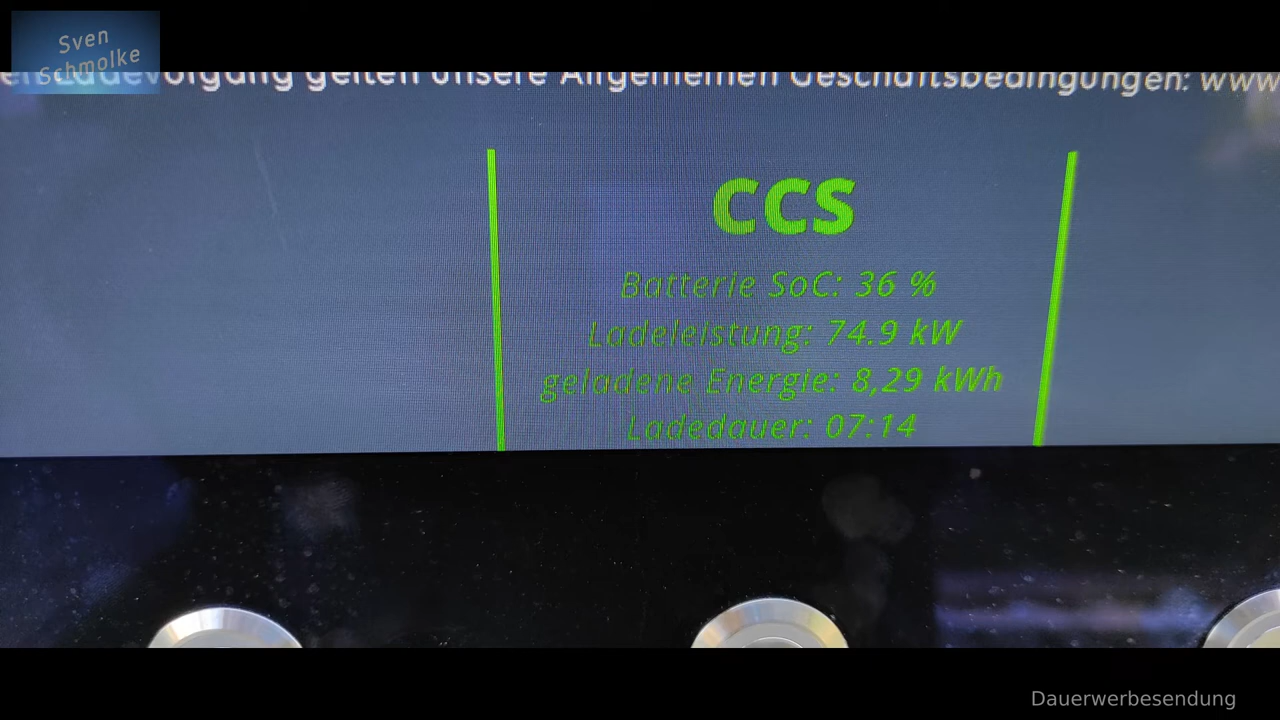 Sven
Schmolke
Ladevorgang gelten unsere Allgemeinen Geschäftsbedingungen: www
CCS
Batterie SoC: 36 %
Ladeleistung: 74.9 kW
geladene Energie: 8,29 kWh
Ladedauer: 07:14
Dauerwerbesendung